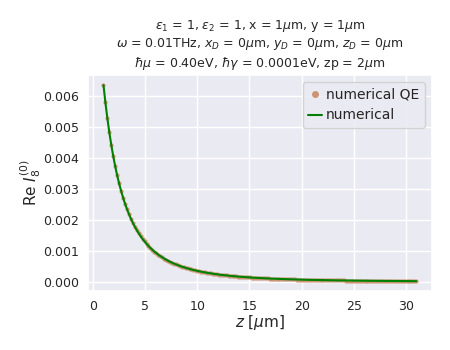 ε₁ = 1, ε₂ = 1, x = 1μm, y = 1μm
ω = 0.01THz, x_D = 0μm, y_D = 0μm, z_D = 0μm
ℏμ = 0.40eV, ℏγ = 0.0001eV, zp = 2μm
numerical QE
numerical
Re I₈⁽⁰⁾
0.006
0.005
0.004
0.003
0.002
0.001
0.000
0 5 10 15 20 25 30
z [μm]